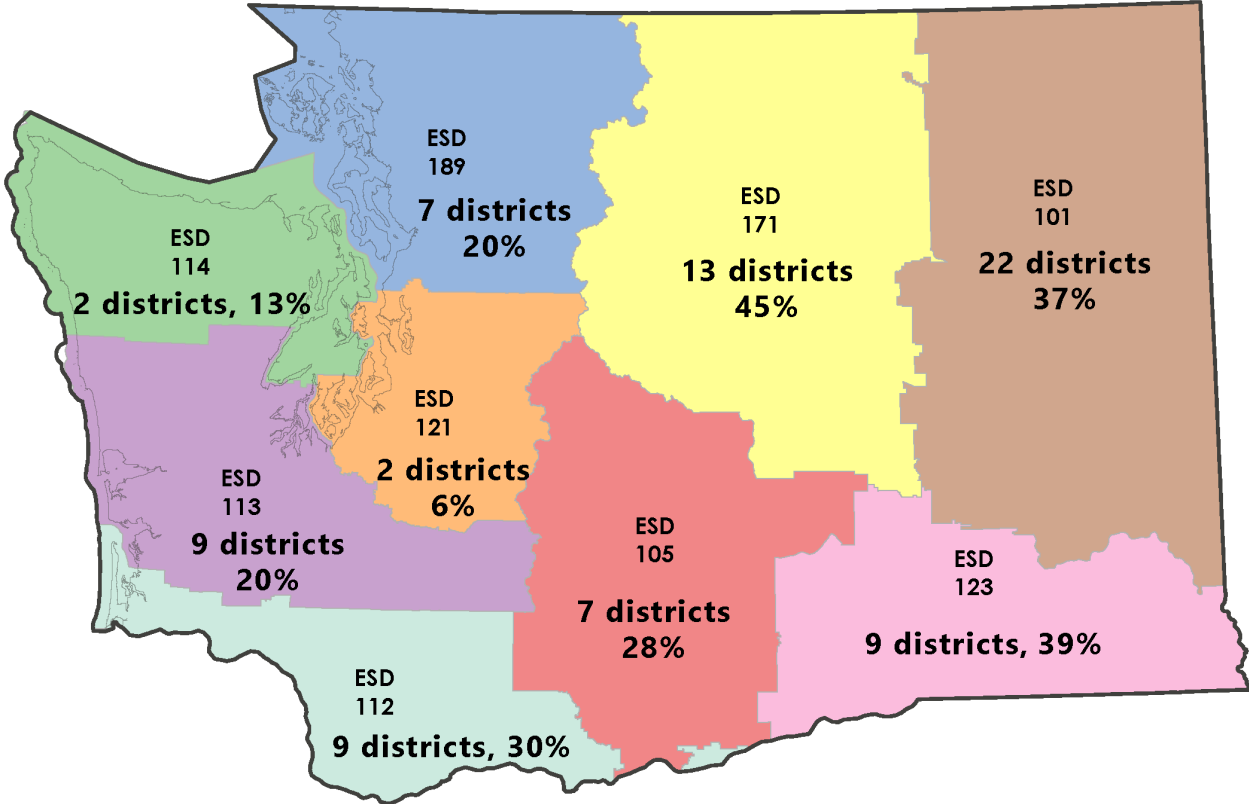 ESD
189
7 districts
20%
ESD
171
13 districts
45%
ESD
101
22 districts
37%
ESD
114
2 districts, 13%
ESD
121
2 districts
6%
ESD
113
9 districts
20%
ESD
105
7 districts
28%
ESD
123
9 districts, 39%
ESD
112
9 districts, 30%